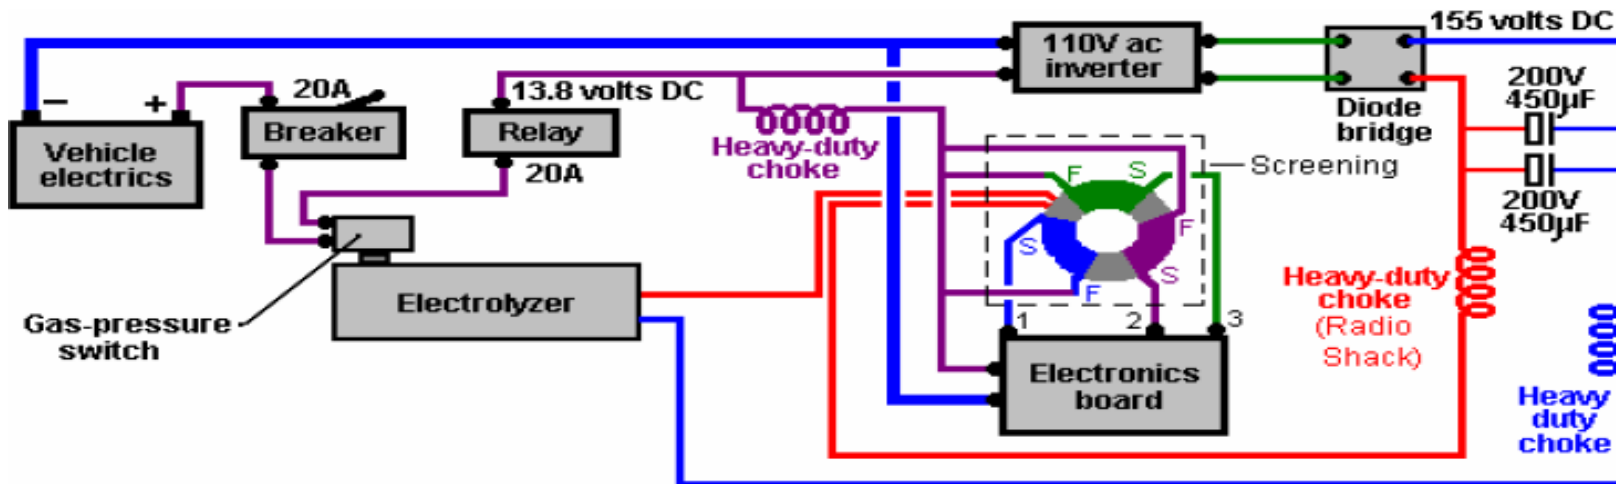 155 volts DC
110V ac
inverter
200V
450µF
Diode
bridge
–
+
20A
13.8 volts DC
Breaker
Relay
Vehicle
electrics
20A
Heavy-duty
choke
Screening
F
S
200V
450µF
S
F
S
F
Electrolyzer
Heavy-duty
choke
(Radio
Shack)
Gas-pressure
switch
1
2
3
Electronics
board
Heavy
duty
choke